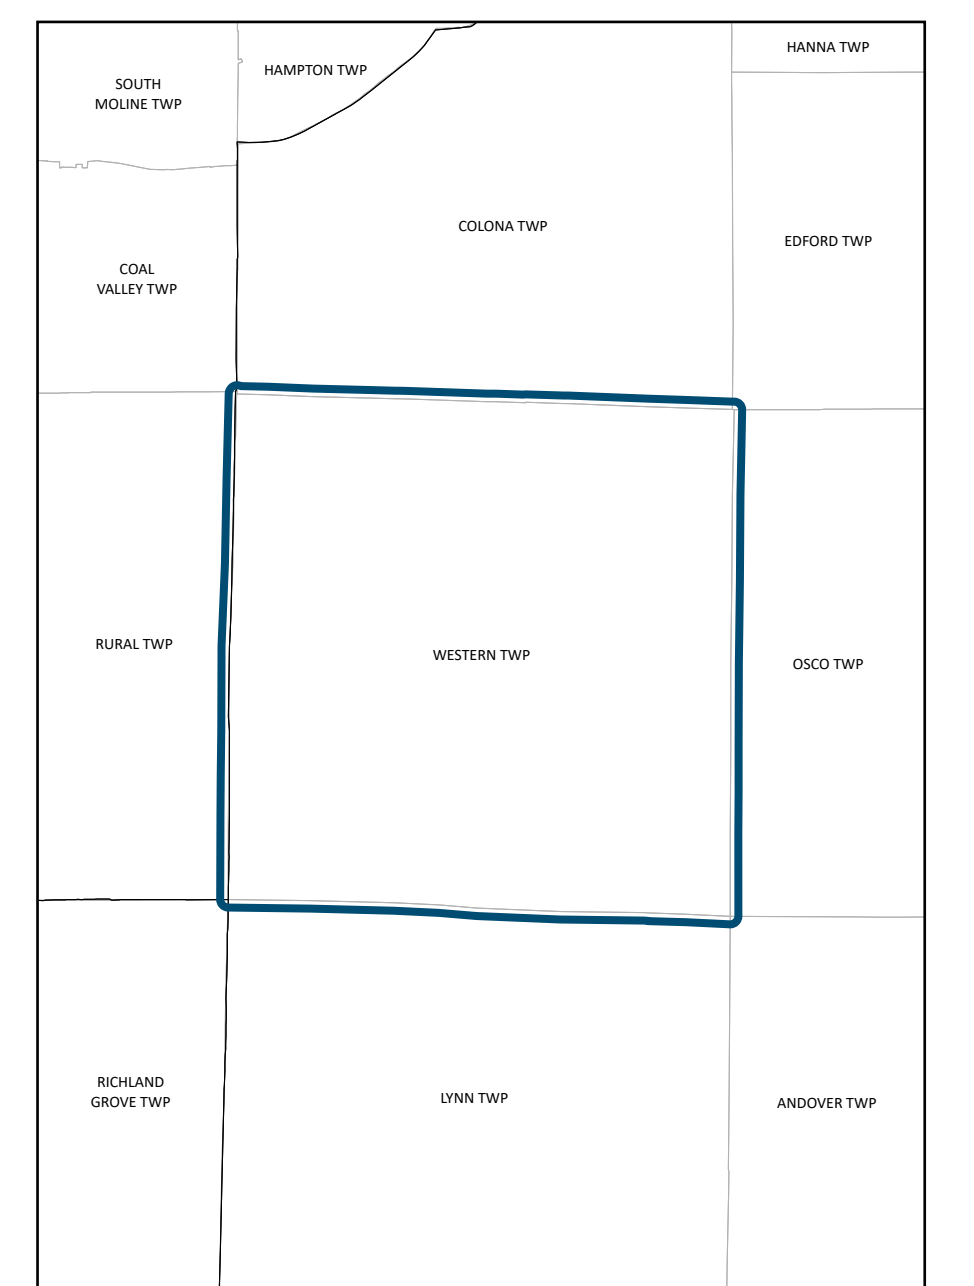 HANNA TWP
HAMPTON TWP
SOUTH
MOLINE TWP
COLONA TWP
EDFORD TWP
COAL
VALLEY TWP
RURAL TWP
WESTERN TWP
OSCO TWP
RICHLAND
GROVE TWP
LYNN TWP
ANDOVER TWP